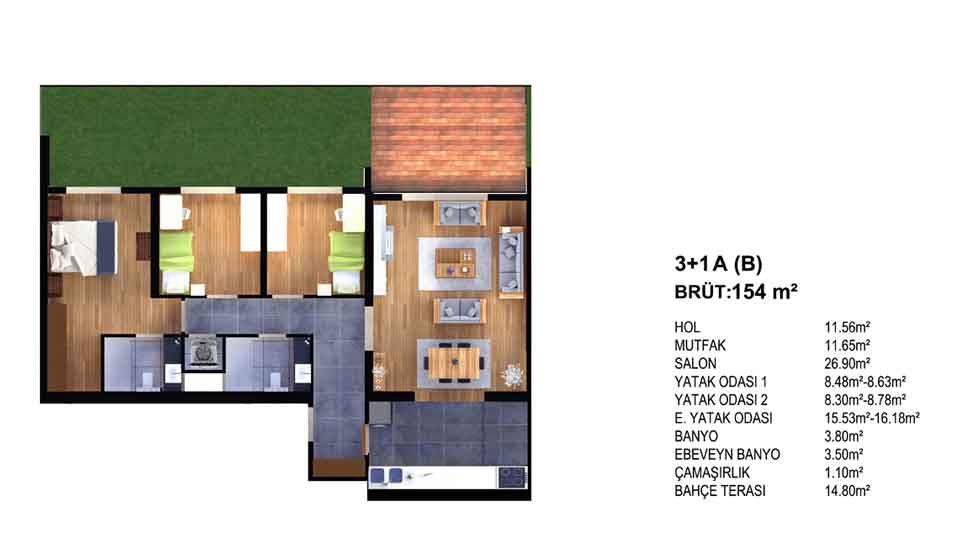 3+1 A (B)
BRÜT:154 m²
HOL 11.56m²
MUTFAK 11.65m²
SALON 26.90m²
YATAK ODASI 1 8.48m²-8.63m²
YATAK ODASI 2 8.30m²-8.78m²
E. YATAK ODASI 15.53m²-16.18m²
BANYO 3.80m²
EBEVEYN BANYO 3.50m²
ÇAMAŞIRLIK 1.10m²
BAHÇE TERASI 14.80m²